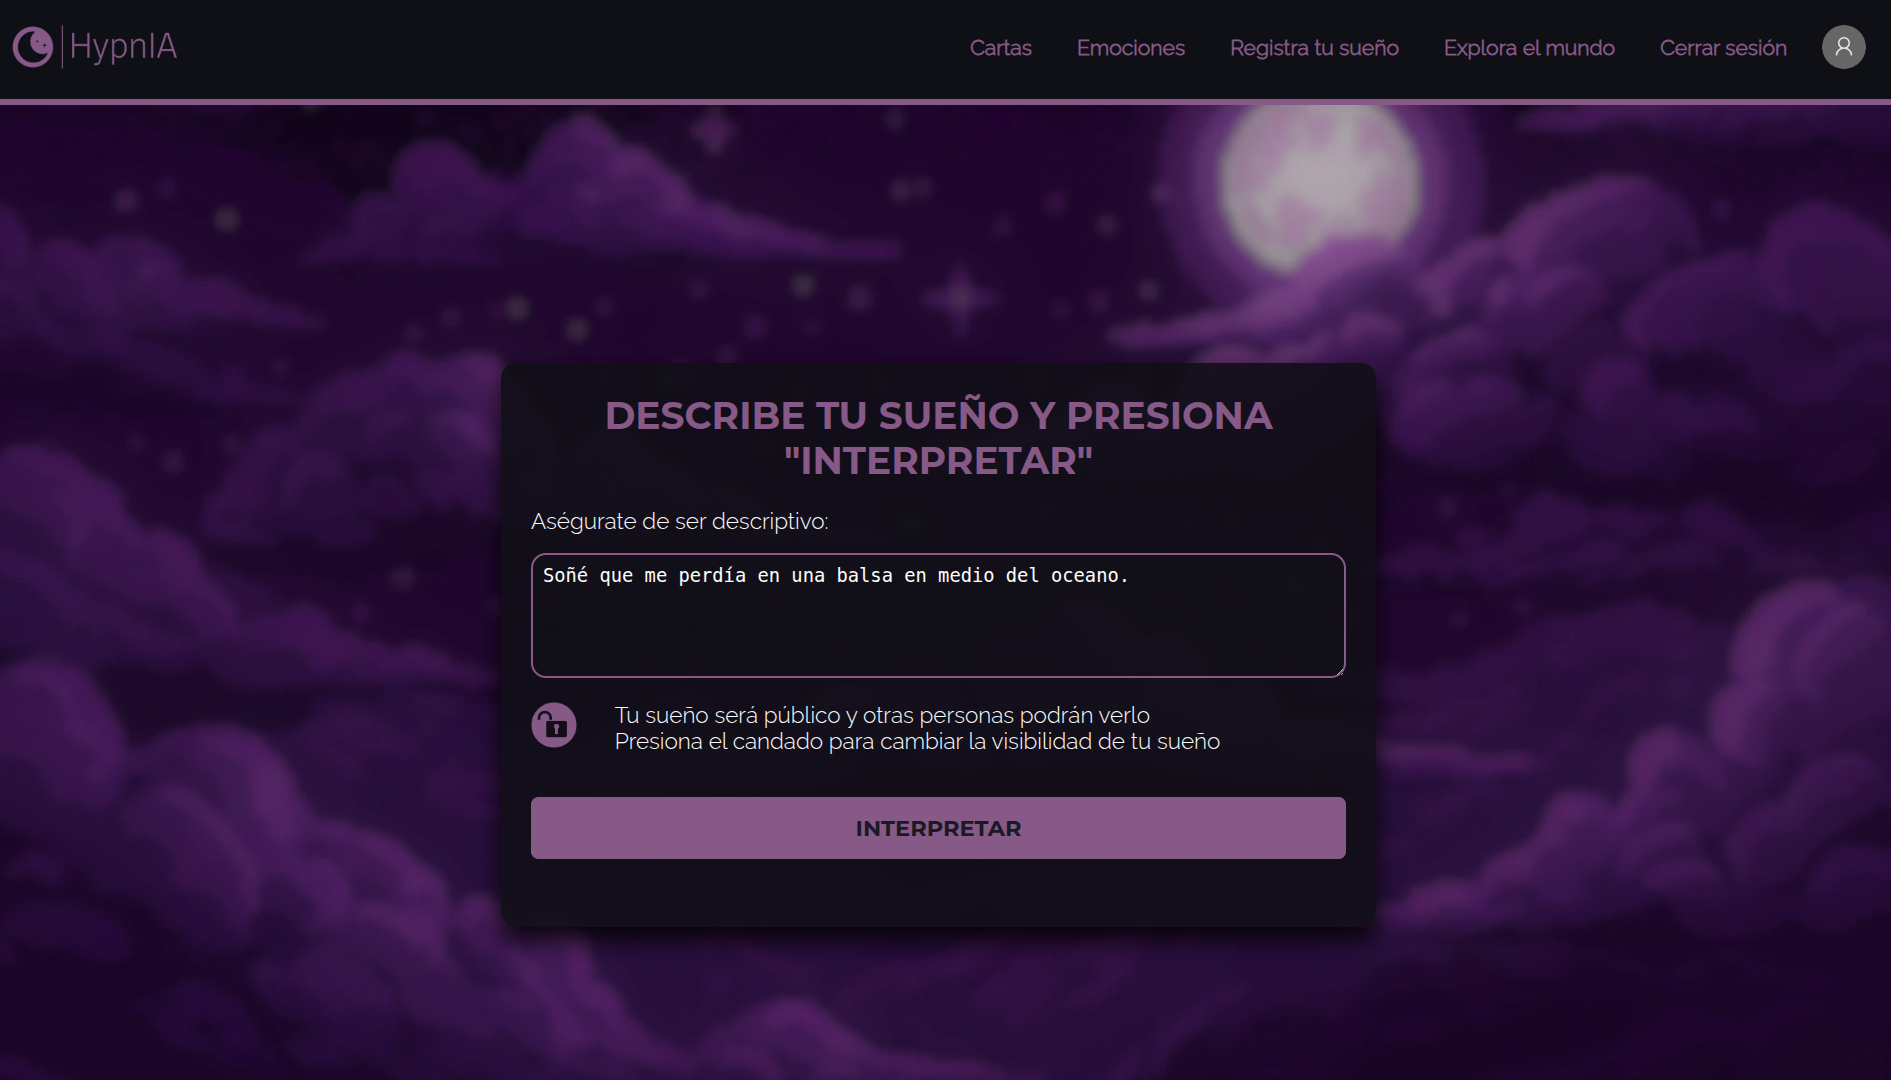 HypnIA
Cartas
Emociones
Registra tu sueño
Explora el mundo
Cerrar sesión
DESCRIBE TU SUEÑO Y PRESIONA
"INTERPRETAR"
Aségurate de ser descriptivo:
Soñé que me perdía en una balsa en medio del oceano.
Tu sueño será público y otras personas podrán verlo
Presiona el candado para cambiar la visibilidad de tu sueño
INTERPRETAR